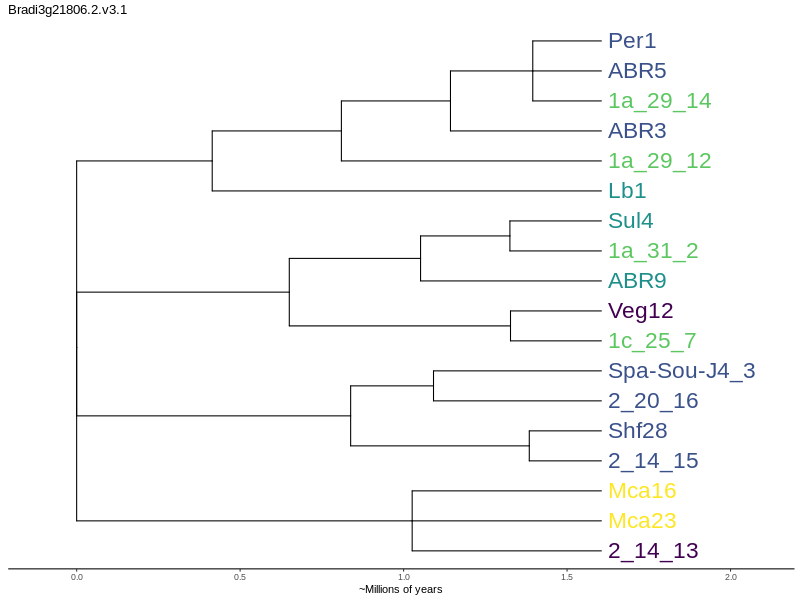 Bradi3g21806.2.v3.1
Per1
ABR5
1a_29_14
ABR3
1a_29_12
Lb1
Sul4
1a_31_2
ABR9
Veg12
1c_25_7
Spa-Sou-J4_3
2_20_16
Shf28
2_14_15
Mca16
Mca23
2_14_13
0.0 0.5 1.0 1.5 2.0
~Millions of years